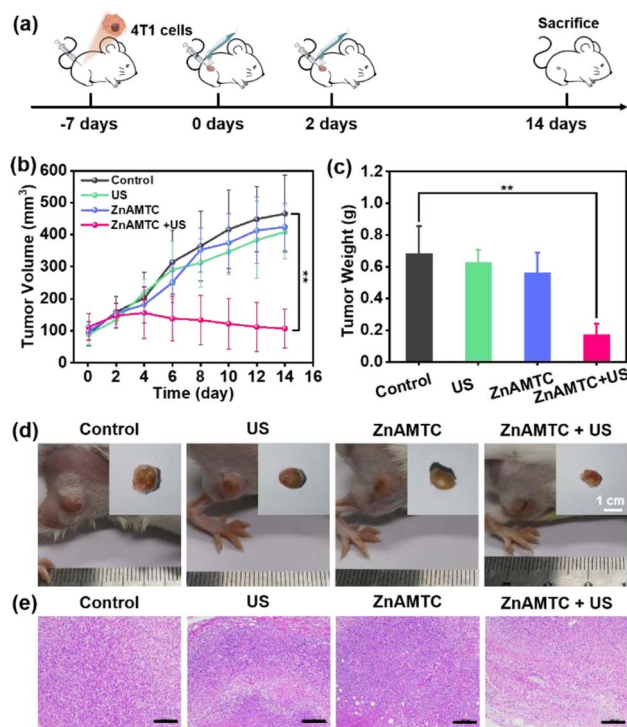 (a)
4T1 cells
Sacrifice
-7 days
0 day
2 days
14 days
(b)
600
500
400
300
200
100
0
Tumor Volume (mm³)
Control
US
ZnAMTC
ZnAMTC +US
**
0 2 4 6 8 10 12 14 16
Time (day)
(c)
1.2
1.0
0.8
0.6
0.4
0.2
0.0
Tumor Weight (g)
**
Control
US
ZnAMTC
ZnAMTC+US
(d)
Control
US
ZnAMTC
ZnAMTC + US
1 cm
(e)
Control
US
ZnAMTC
ZnAMTC + US